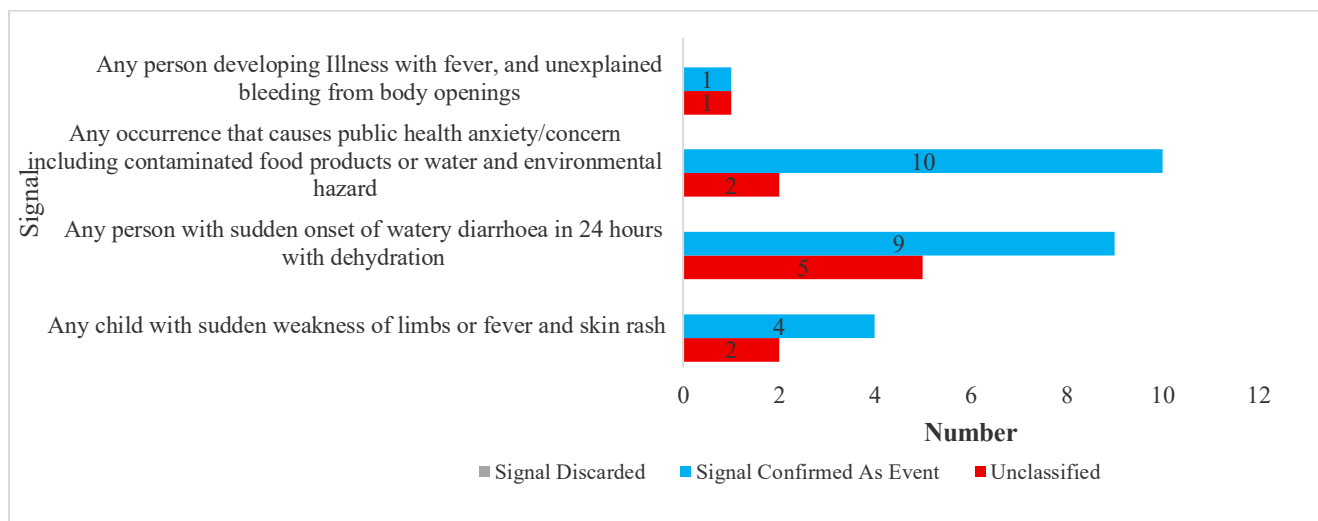 Any person developing Illness with fever, and unexplained
bleeding from body openings
1
1
Any occurrence that causes public health anxiety/concern
including contaminated food products or water and environmental
hazard
10
2
Any person with sudden onset of watery diarrhoea in 24 hours
with dehydration
9
5
Any child with sudden weakness of limbs or fever and skin rash
4
2
Signal
0 2 4 6 8 10 12
Number
Signal Discarded Signal Confirmed As Event Unclassified